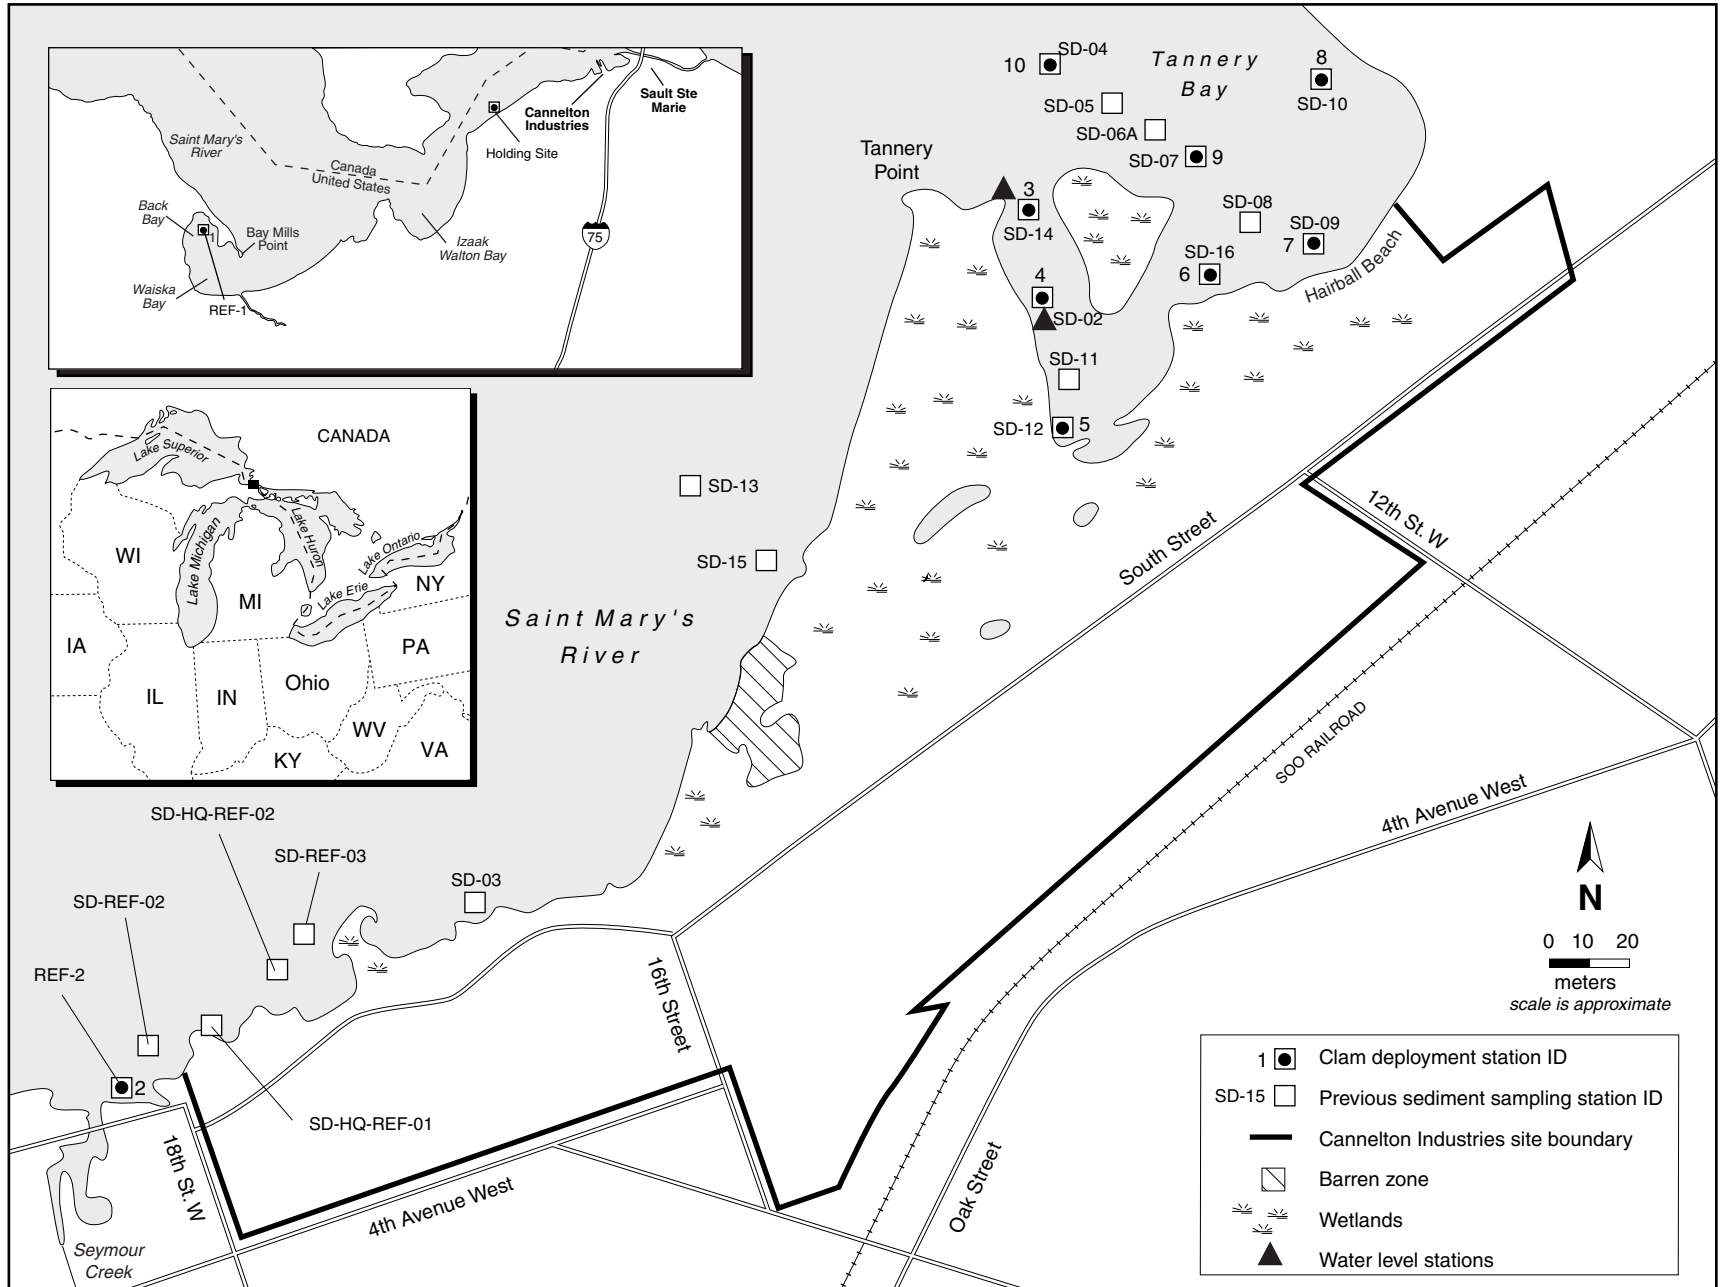 Saint Mary's
River
Canada
United States
Back
Bay
1
Bay Mills
Point
Waiska
Bay
REF-1
Izaak
Walton Bay
Cannelton
Industries
Holding Site
Sault Ste
Marie
75
CANADA
Lake Superior
Lake Michigan
Lake Huron
Lake Ontario
Lake Erie
WI
MI
NY
IA
PA
IL
IN
Ohio
WV
VA
KY
10
SD-04
Tannery
Bay
8
SD-10
SD-05
SD-06A
SD-07
9
Tannery
Point
3
SD-14
SD-08
SD-09
7
SD-16
6
Hairball Beach
4
SD-02
SD-11
SD-12
5
SD-13
SD-15
Saint Mary's
River
South Street
12th St. W
SOO RAILROAD
4th Avenue West
SD-HQ-REF-02
SD-REF-03
SD-REF-02
SD-03
REF-2
2
SD-HQ-REF-01
16th Street
18th St. W
4th Avenue West
Oak Street
Seymour
Creek
N
0 10 20
meters
scale is approximate
1 Clam deployment station ID
SD-15 Previous sediment sampling station ID
Cannelton Industries site boundary
Barren zone
Wetlands
Water level stations